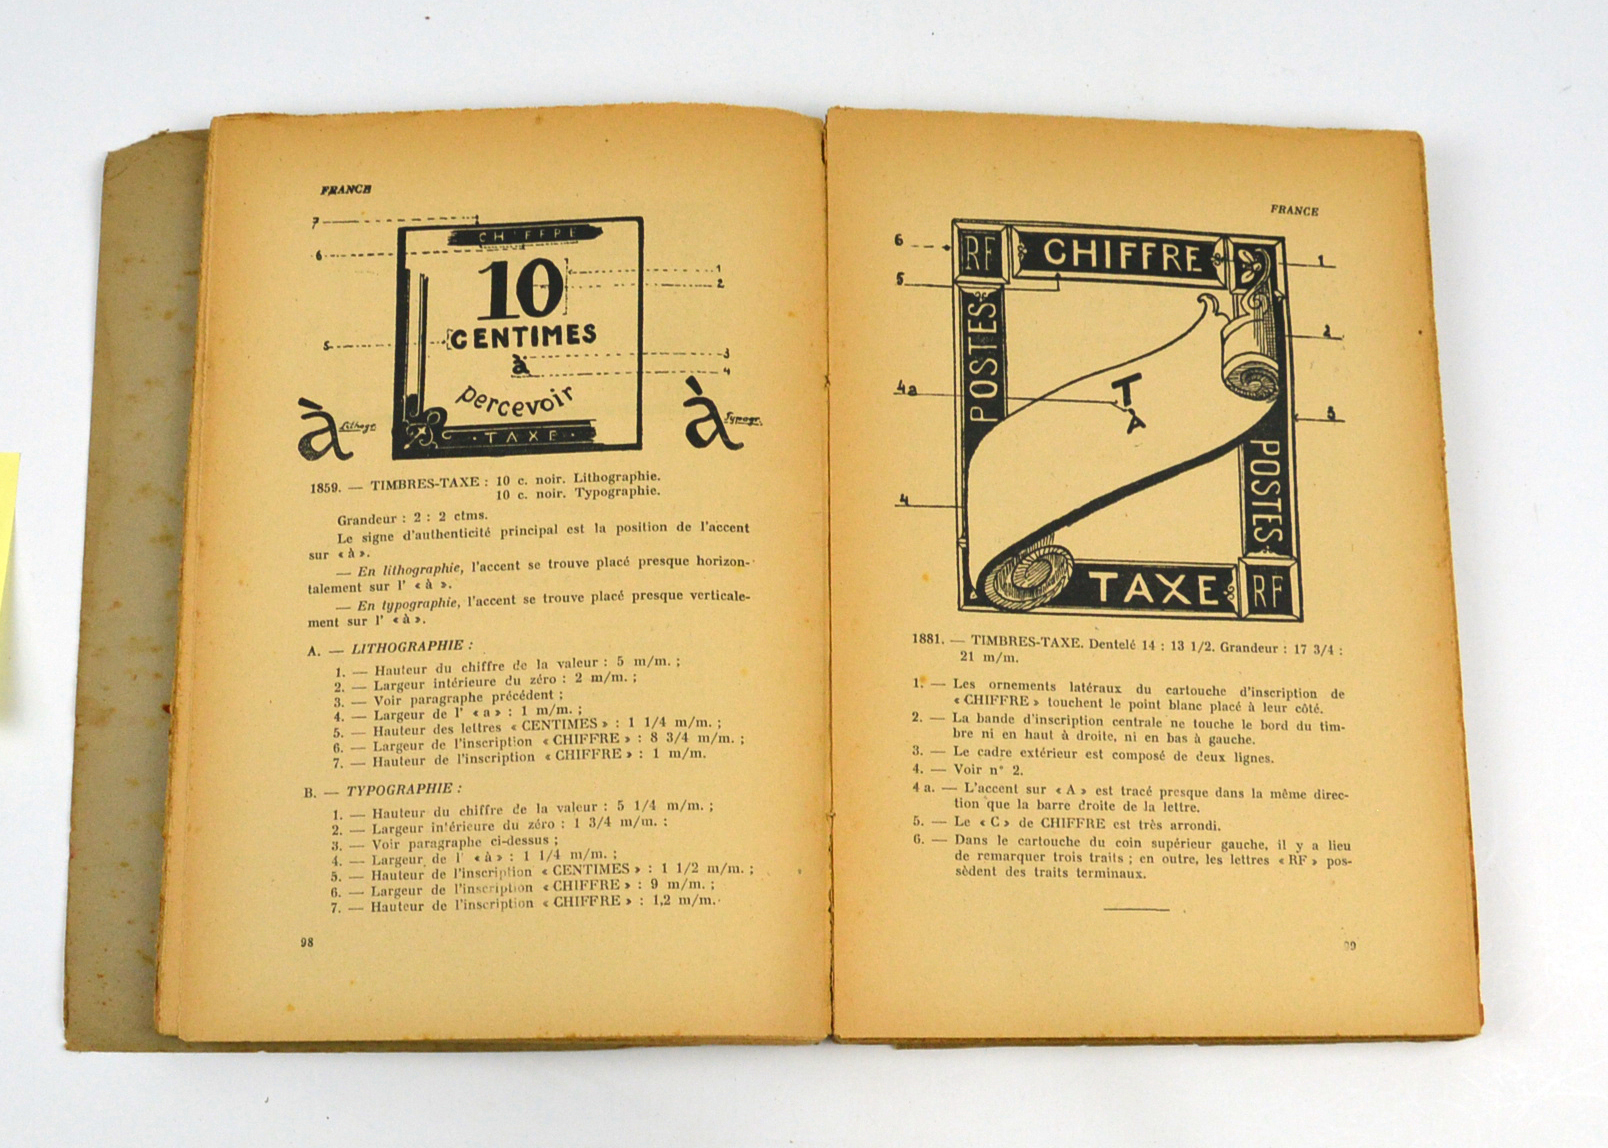 FRANCE
7
CHIFFRE
6
10
1
2
CENTIMES
5
à
3
4
percevoir
à Lithogr.
à Typogr.
TAXE
1859. — TIMBRES-TAXE : 10 c. noir. Lithographie.
10 c. noir. Typographie.
Grandeur : 2 : 2 ctms.
Le signe d'authenticité principal est la position de l'accent
sur « à ».
— En lithographie, l'accent se trouve placé presque horizon-
talement sur l' « à ».
— En typographie, l'accent se trouve placé presque verticale-
ment sur l' « à ».
A. — LITHOGRAPHIE :
1. — Hauteur du chiffre de la valeur : 5 m/m. ;
2. — Largeur intérieure du zéro : 2 m/m. ;
3. — Voir paragraphe précédent ;
4. — Largeur de l' « a » : 1 m/m. ;
5. — Hauteur des lettres « CENTIMES » : 1 1/4 m/m. ;
6. — Largeur de l'inscription « CHIFFRE » : 8 3/4 m/m. ;
7. — Hauteur de l'inscription « CHIFFRE » : 1 m/m.
B. — TYPOGRAPHIE :
1. — Hauteur du chiffre de la valeur : 5 1/4 m/m. ;
2. — Largeur intérieure du zéro : 1 3/4 m/m. :
3. — Voir paragraphe ci-dessus ;
4. — Largeur de l' « à » : 1 1/4 m/m. ;
5. — Hauteur de l'inscription « CENTIMES » : 1 1/2 m/m. ;
6. — Largeur de l'inscription « CHIFFRE » : 9 m/m. ;
7. — Hauteur de l'inscription « CHIFFRE » : 1,2 m/m.
98
FRANCE
6
RF
CHIFFRE
1
5
POSTES
2
4a
T
A
3
4
POSTES
TAXE
RF
1881. — TIMBRES-TAXE. Dentelé 14 : 13 1/2. Grandeur : 17 3/4 :
21 m/m.
1. — Les ornements latéraux du cartouche d'inscription de
« CHIFFRE » touchent le point blanc placé à leur côté.
2. — La bande d'inscription centrale ne touche le bord du tim-
bre ni en haut à droite, ni en bas à gauche.
3. — Le cadre extérieur est composé de deux lignes.
4. — Voir n° 2.
4 a. — L'accent sur « A » est tracé presque dans la même direc-
tion que la barre droite de la lettre.
5. — Le « C » de CHIFFRE est très arrondi.
6. — Dans le cartouche du coin supérieur gauche, il y a lieu
de remarquer trois traits ; en outre, les lettres « RF » pos-
sèdent des traits terminaux.
99